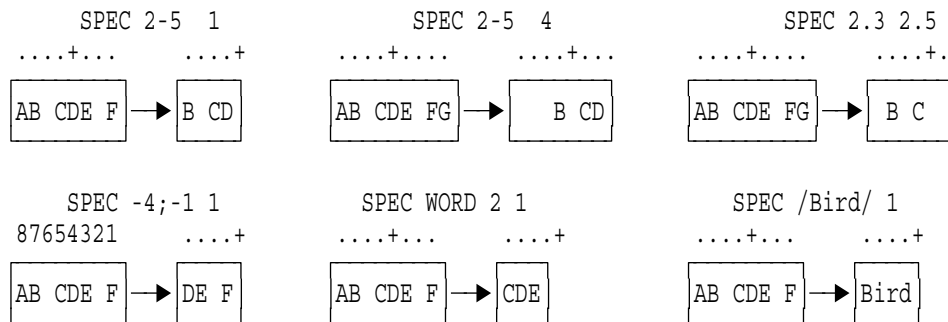 SPEC 2-5  1    SPEC 2-5  4    SPEC 2.3 2.5
....+...    ....+    ....+....    ....+...    ....+....    ....+.
AB CDE F    B CD    AB CDE FG       B CD    AB CDE FG     B C
SPEC -4;-1 1    SPEC WORD 2 1    SPEC /Bird/ 1
87654321    ....+    ....+...    ....+    ....+...    ....+
AB CDE F    DE F    AB CDE F    CDE    AB CDE F    Bird